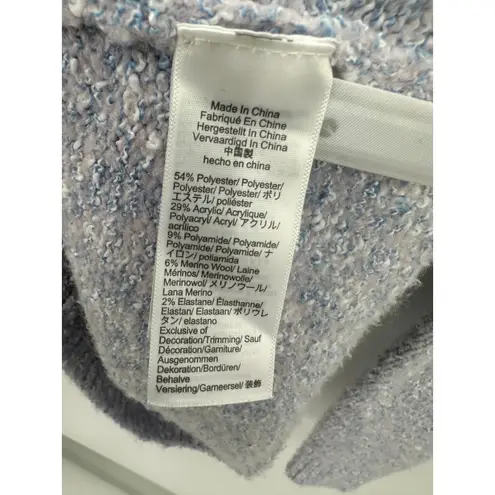 Made In China
Fabriqué En Chine
Hergestellt In China
Vervaardigd In China
中国製
hecho en china
54% Polyester/ Polyester/
Polyester/ Polyester/ ポリ
エステル/ poliéster
29% Acrylic/ Acrylique/
Polyacryl/ Acryl/ アクリル/
acrílico
9% Polyamide/ Polyamide/
Polyamide/ Polyamide/ ナ
イロン/ poliamida
6% Merino Wool/ Laine
Mérinos/ Merinowolle/
Merinowol/ メリノウール/
Lana Merino
2% Elastane/ Élasthanne/
Elastan/ Elastaan/ ポリウレ
タン/ elastano
Exclusive of
Decoration/Trimming/ Sauf
Décoration/Garniture/
Ausgenommen
Dekoration/Bordüren/
Behalve
Versiering/Garneersel/ 装飾